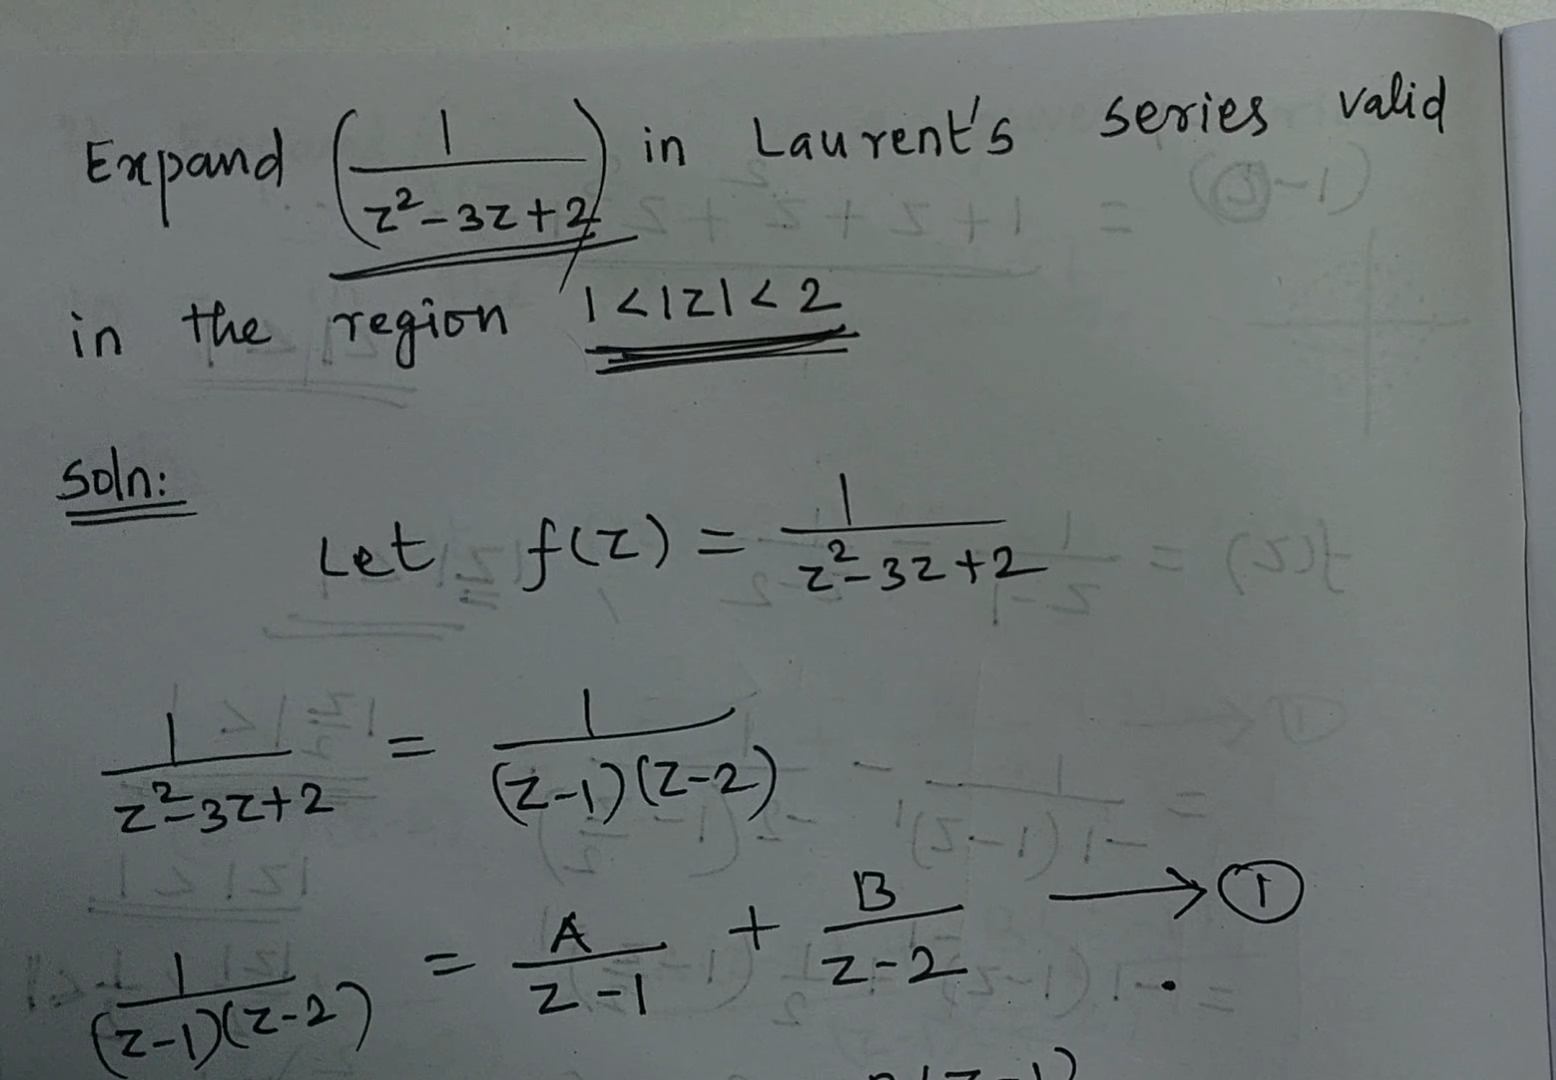 Expand (1/(z²-3z+2)) in Laurent's series valid
in the region 1<|z|<2
Soln:
Let f(z) = 1/(z²-3z+2)
1/(z²-3z+2) = 1/((z-1)(z-2))
1/((z-1)(z-2)) = A/(z-1) + B/(z-2) → ①